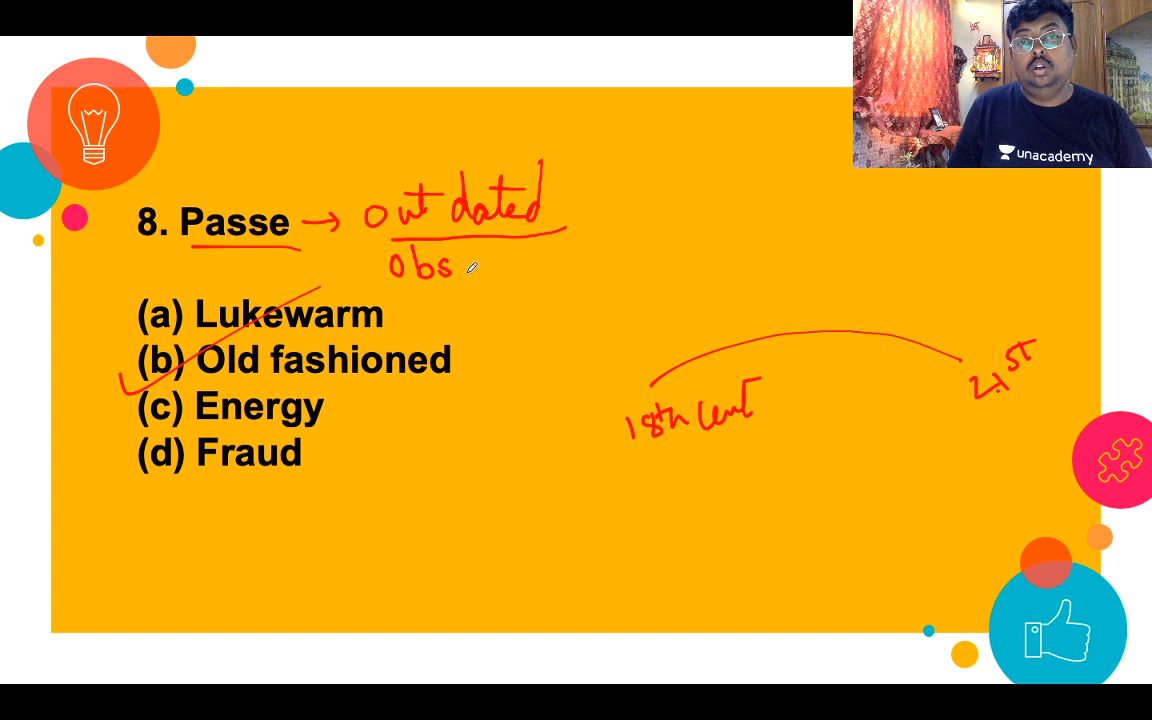 unacademy
8. Passe → Outdated
Obs
(a) Lukewarm
(b) Old fashioned
(c) Energy
(d) Fraud
18th Cent
21st